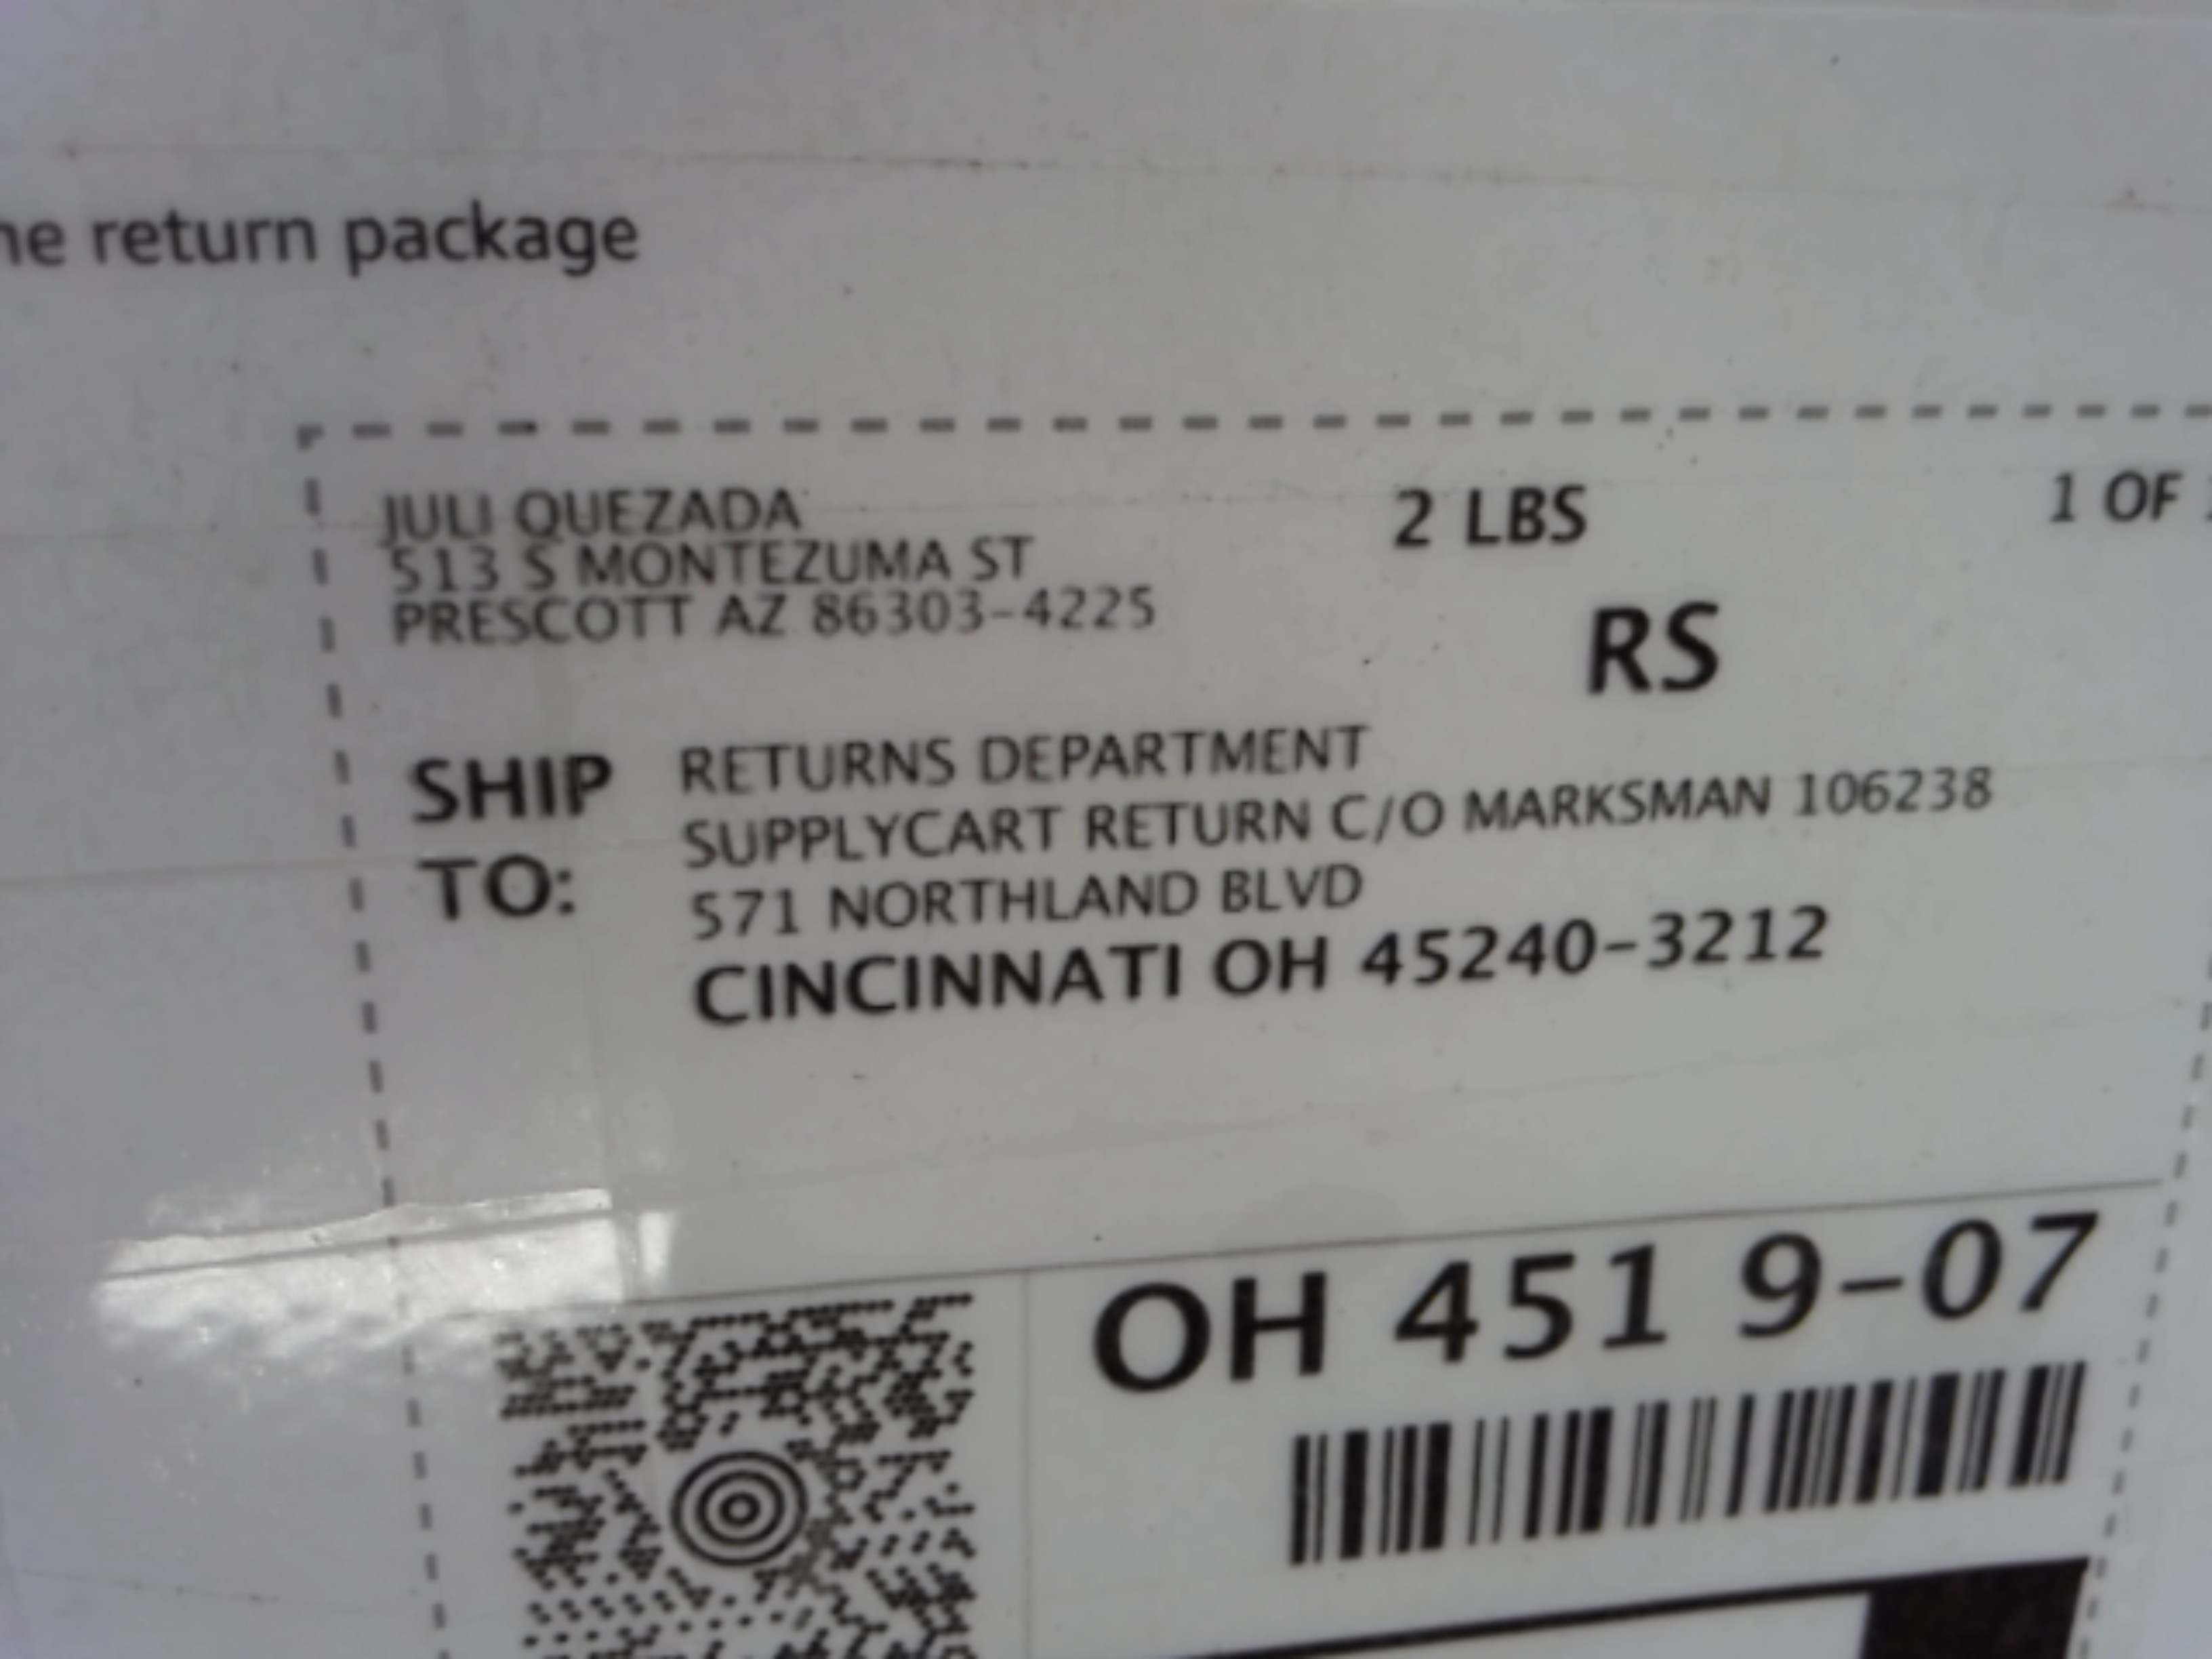 he return package
JULI QUEZADA
513 S MONTEZUMA ST
PRESCOTT AZ 86303-4225
2 LBS
1 OF
RS
SHIP TO:
RETURNS DEPARTMENT
SUPPLYCART RETURN C/O MARKSMAN 106238
571 NORTHLAND BLVD
CINCINNATI OH 45240-3212
OH 451 9-07